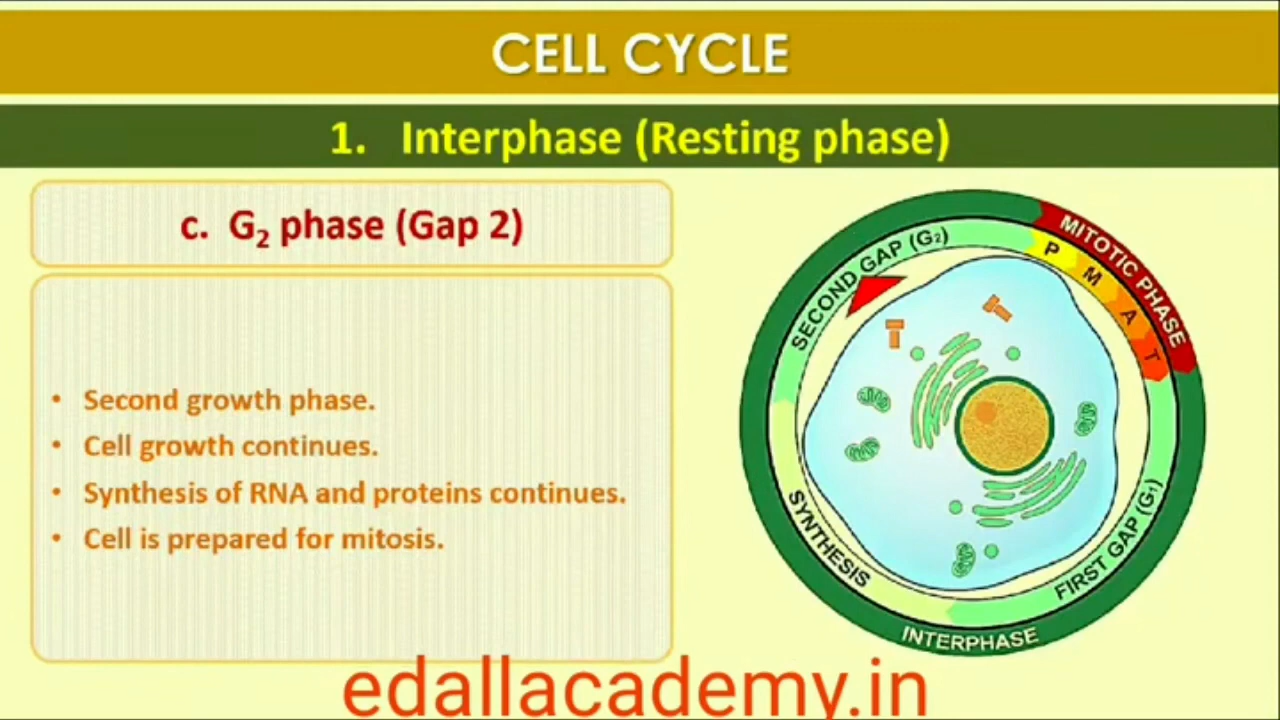 CELL CYCLE
1. Interphase (Resting phase)
c. G₂ phase (Gap 2)
• Second growth phase.
• Cell growth continues.
• Synthesis of RNA and proteins continues.
• Cell is prepared for mitosis.
MITOTIC PHASE
P M A T
SECOND GAP (G₂)
SYNTHESIS
FIRST GAP (G₁)
INTERPHASE
edallacademy.in